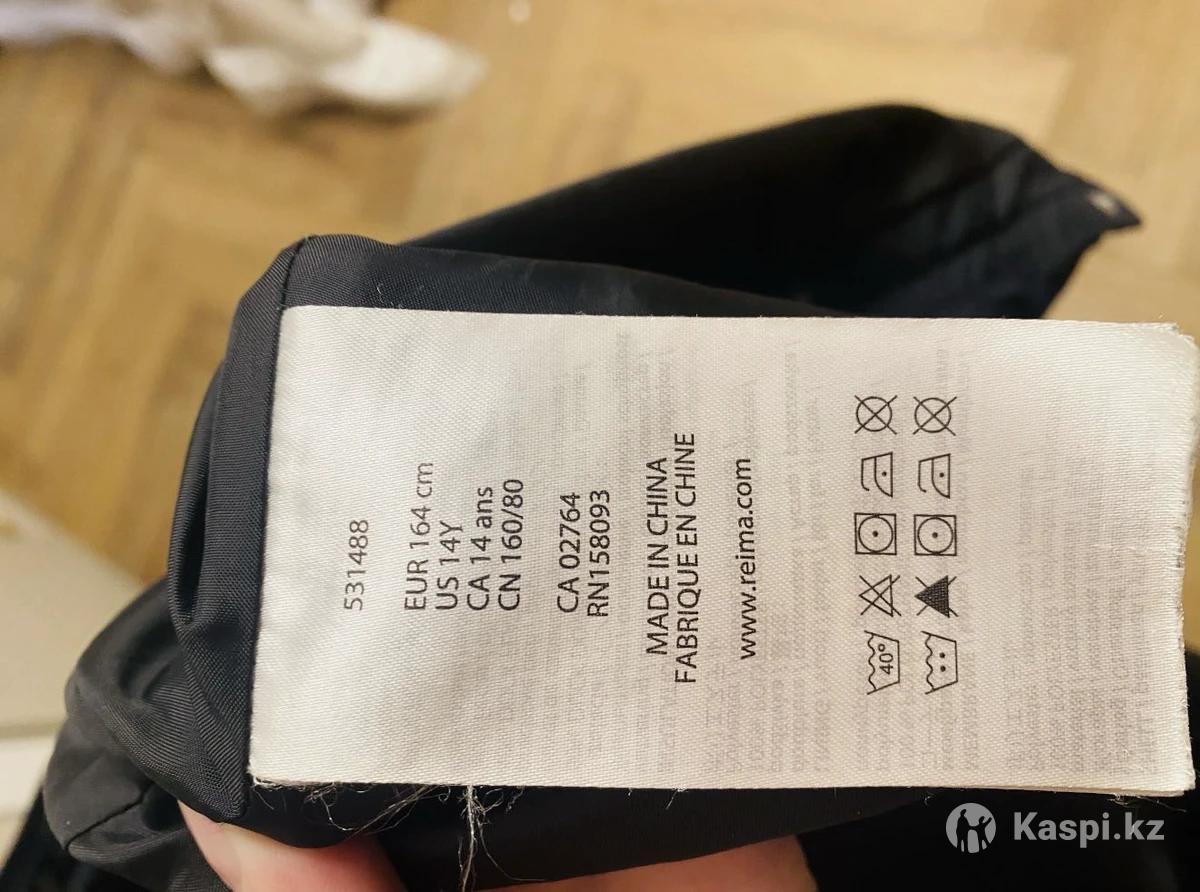 531488
EUR 164 cm
US 14Y
CA 14 ans
CN 160/80
CA 02764
RN158093
MADE IN CHINA
FABRIQUE EN CHINE
www.reima.com
40°
Kaspi.kz